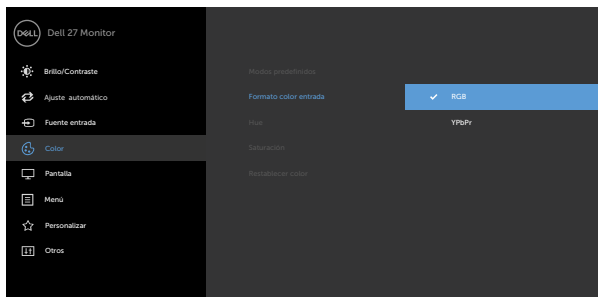 DELL
Dell 27 Monitor
Brillo/Contraste
Ajuste automático
Fuente entrada
Color
Pantalla
Menú
Personalizar
Otros
Modos predefinidos
Formato color entrada
Hue
Saturación
Restablecer color
RGB
YPbPr